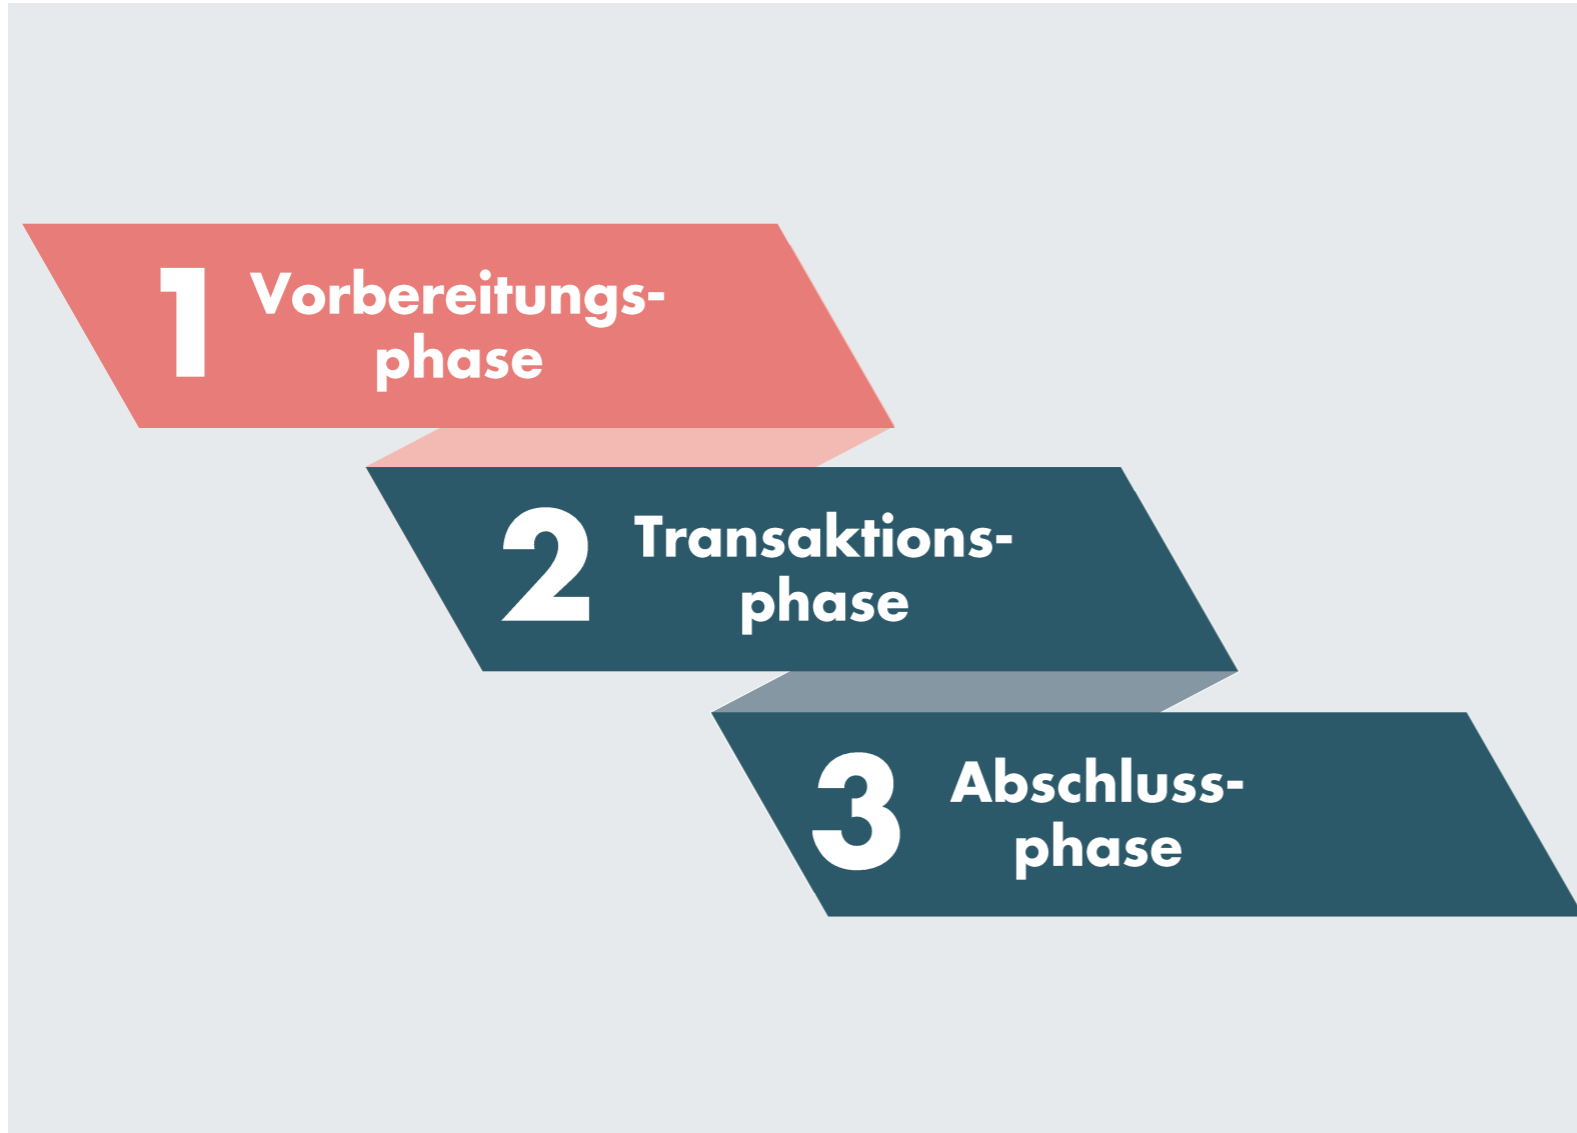 1 Vorbereitungs-
phase
2 Transaktions-
phase
3 Abschluss-
phase